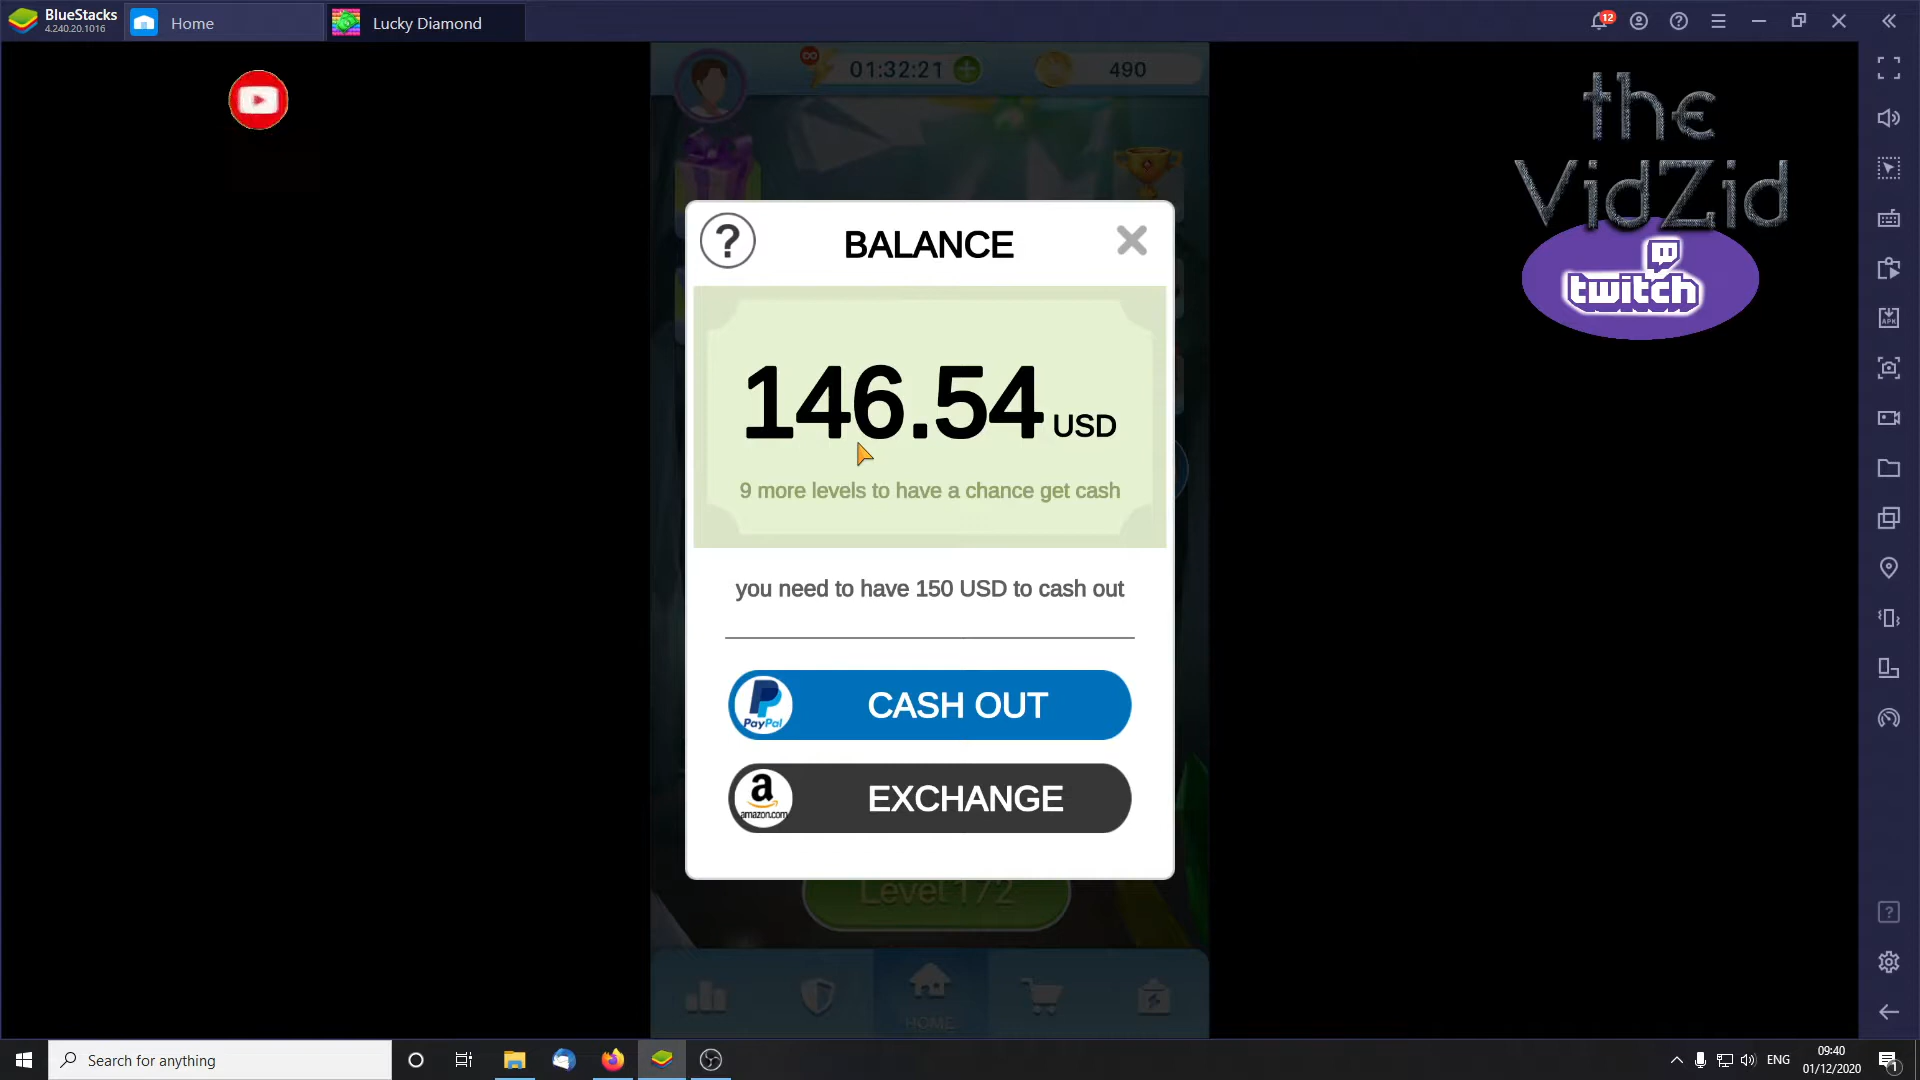 BlueStacks
4.240.20.1016
Home
Lucky Diamond
12
01:32:21
490
the
VidZid
twitch
?
BALANCE
146.54 USD
9 more levels to have a chance get cash
you need to have 150 USD to cash out
PayPal
CASH OUT
a
amazon.com
EXCHANGE
Level 172
HOME
APK
Search for anything
ENG
09:40
01/12/2020
1